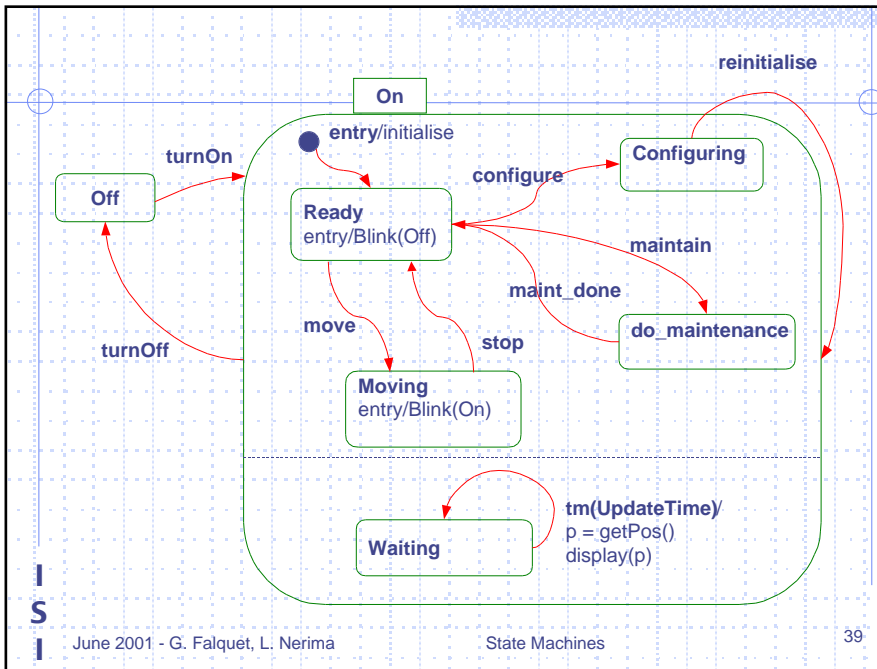 reinitialise
On
entry/initialise
turnOn
Configuring
configure
Off
Ready
entry/Blink(Off)
maintain
maint_done
move
stop
do_maintenance
turnOff
Moving
entry/Blink(On)
tm(UpdateTime)/
p = getPos()
display(p)
Waiting
I
S
I
June 2001 - G. Falquet, L. Nerima
State Machines
39